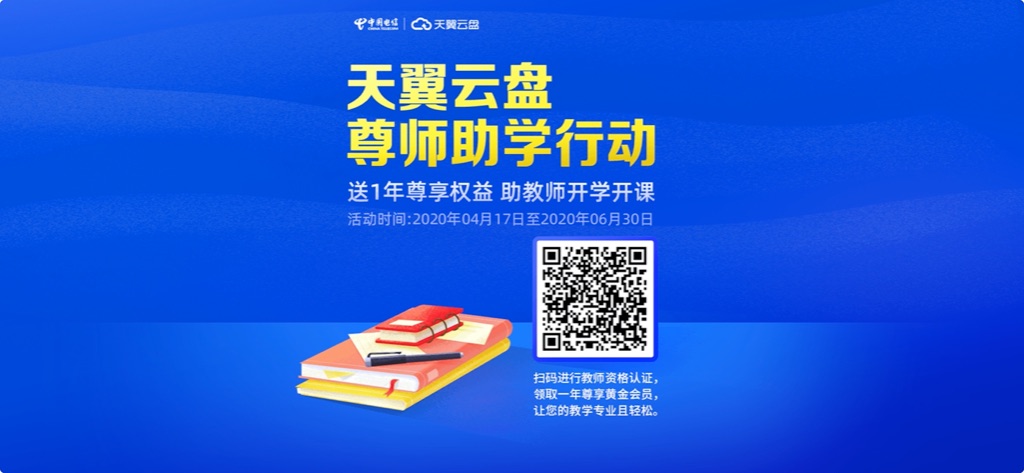 中国电信 天翼云盘
CHINA TELECOM
天翼云盘
尊师助学行动
送1年尊享权益 助教师开学开课
活动时间:2020年04月17日至2020年06月30日
扫码进行教师资格认证，
领取一年尊享黄金会员，
让您的教学专业且轻松。